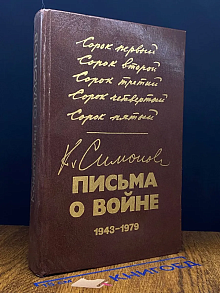 Сорок первый
Сорок второй
Сорок третий
Сорок четвертый
Сорок пятый
К. Симонов
ПИСЬМА
О ВОЙНЕ
1943-1979